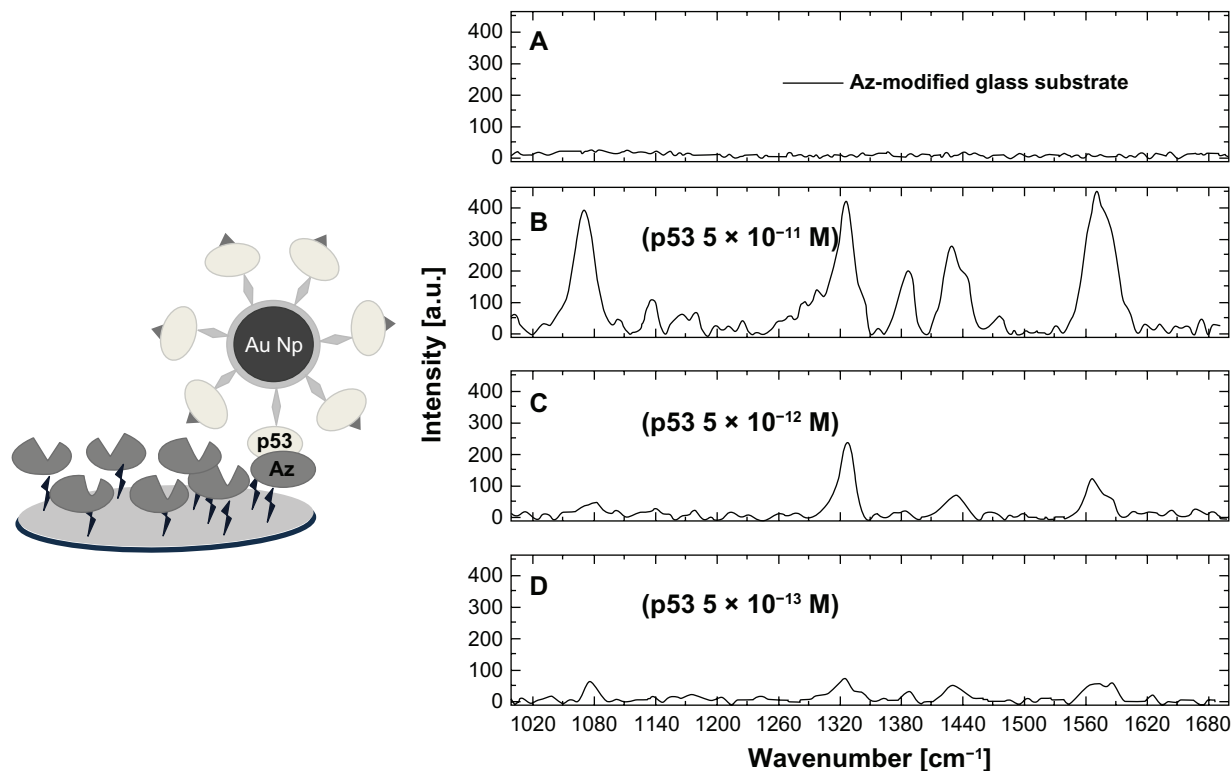 Au Np
p53
Az
Intensity [a.u.]
A
400
300
200
100
0
Az-modified glass substrate
B
(p53 5 × 10⁻¹¹ M)
400
300
200
100
0
C
(p53 5 × 10⁻¹² M)
400
300
200
100
0
D
(p53 5 × 10⁻¹³ M)
400
300
200
100
0
1020 1080 1140 1200 1260 1320 1380 1440 1500 1560 1620 1680
Wavenumber [cm⁻¹]